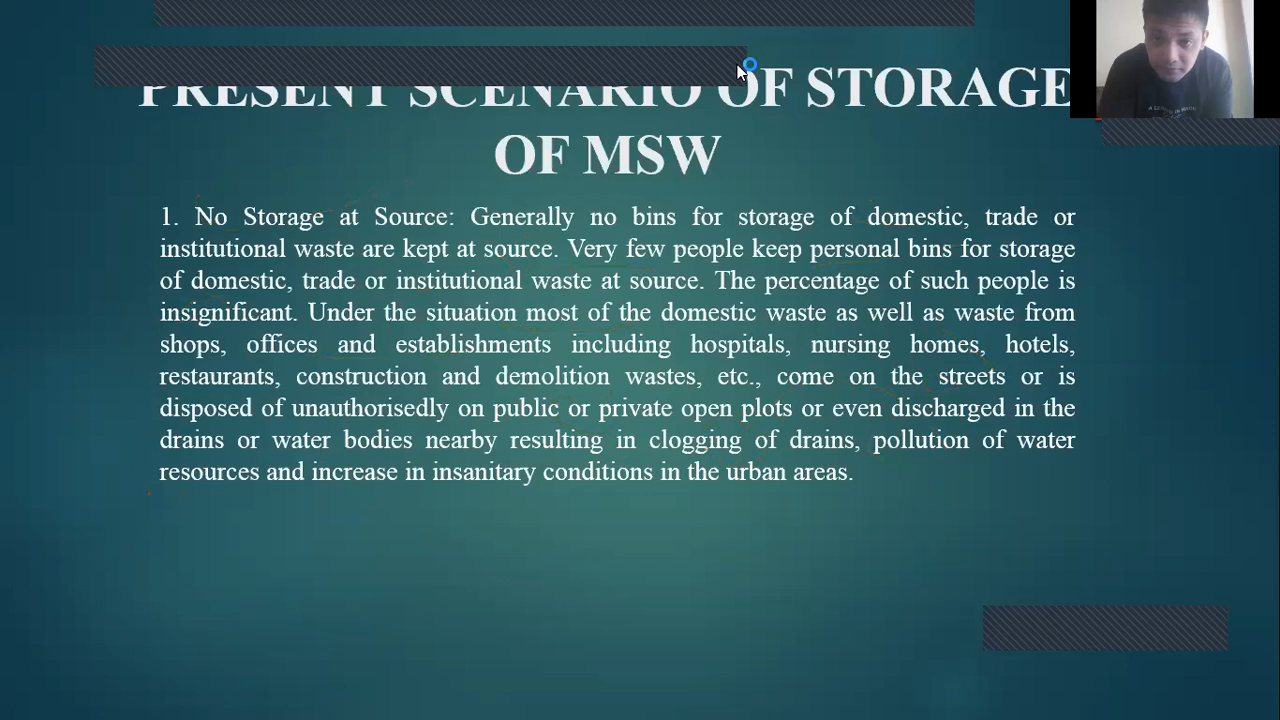 PRESENT SCENARIO OF STORAGE
OF MSW
1. No Storage at Source: Generally no bins for storage of domestic, trade or
institutional waste are kept at source. Very few people keep personal bins for storage
of domestic, trade or institutional waste at source. The percentage of such people is
insignificant. Under the situation most of the domestic waste as well as waste from
shops, offices and establishments including hospitals, nursing homes, hotels,
restaurants, construction and demolition wastes, etc., come on the streets or is
disposed of unauthorisedly on public or private open plots or even discharged in the
drains or water bodies nearby resulting in clogging of drains, pollution of water
resources and increase in insanitary conditions in the urban areas.